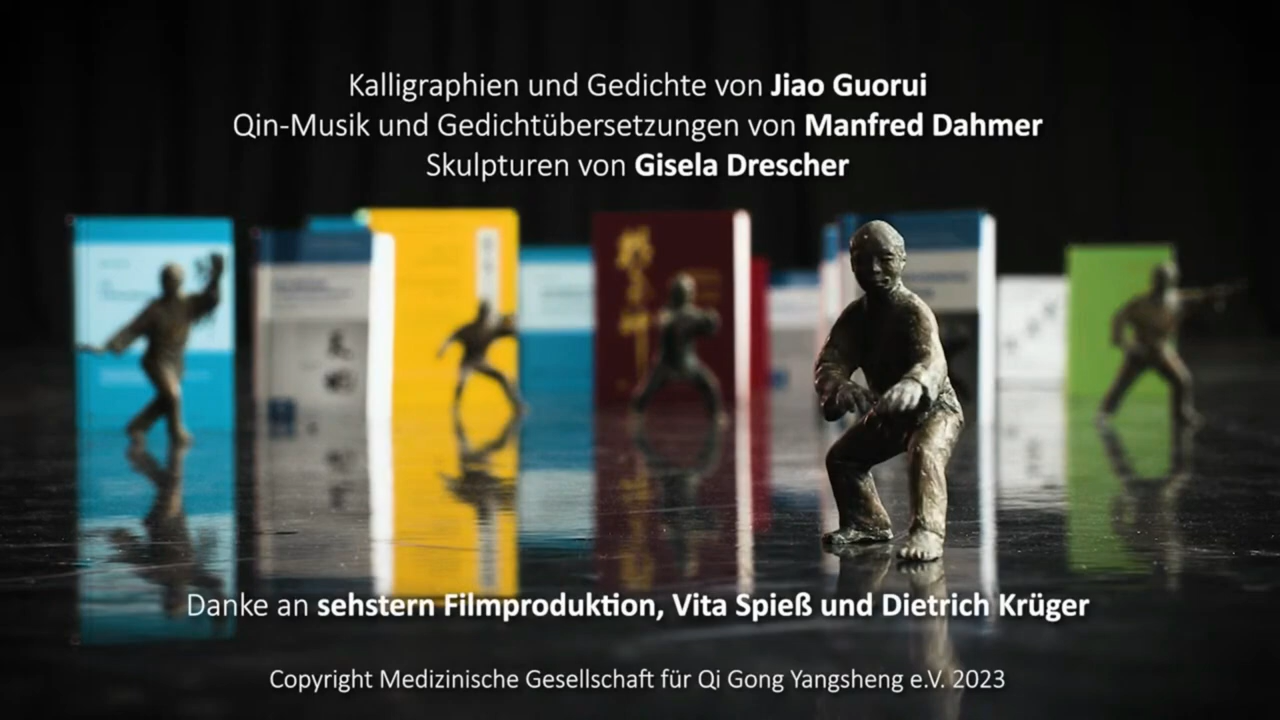 Kalligraphien und Gedichte von Jiao Guorui
Qin-Musik und Gedichtübersetzungen von Manfred Dahmer
Skulpturen von Gisela Drescher
Danke an sehstern Filmproduktion, Vita Spieß und Dietrich Krüger
Copyright Medizinische Gesellschaft für Qi Gong Yangsheng e.V. 2023